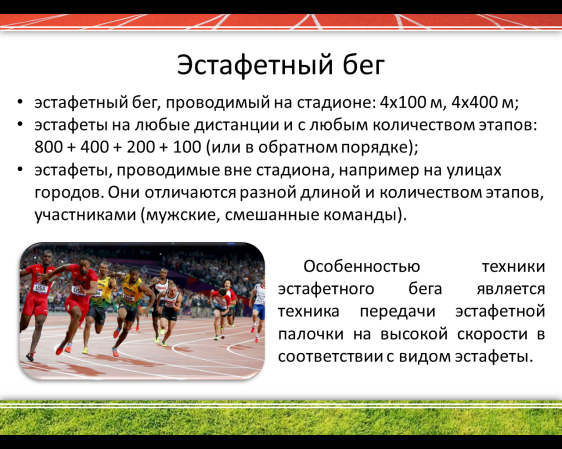 Эстафетный бег
• эстафетный бег, проводимый на стадионе: 4х100 м, 4х400 м;
• эстафеты на любые дистанции и с любым количеством этапов:
800 + 400 + 200 + 100 (или в обратном порядке);
• эстафеты, проводимые вне стадиона, например на улицах
городов. Они отличаются разной длиной и количеством этапов,
участниками (мужские, смешанные команды).
Особенностью техники
эстафетного бега является
техника передачи эстафетной
палочки на высокой скорости в
соответствии с видом эстафеты.